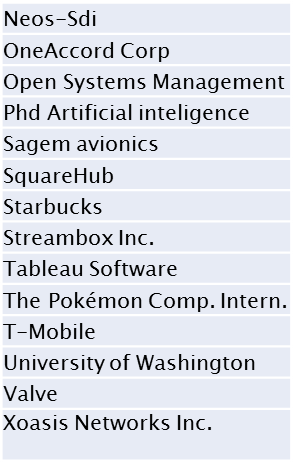 Neos-Sdi
OneAccord Corp
Open Systems Management
Phd Artificial inteligence
Sagem avionics
SquareHub
Starbucks
Streambox Inc.
Tableau Software
The Pokémon Comp. Intern.
T-Mobile
University of Washington
Valve
Xoasis Networks Inc.